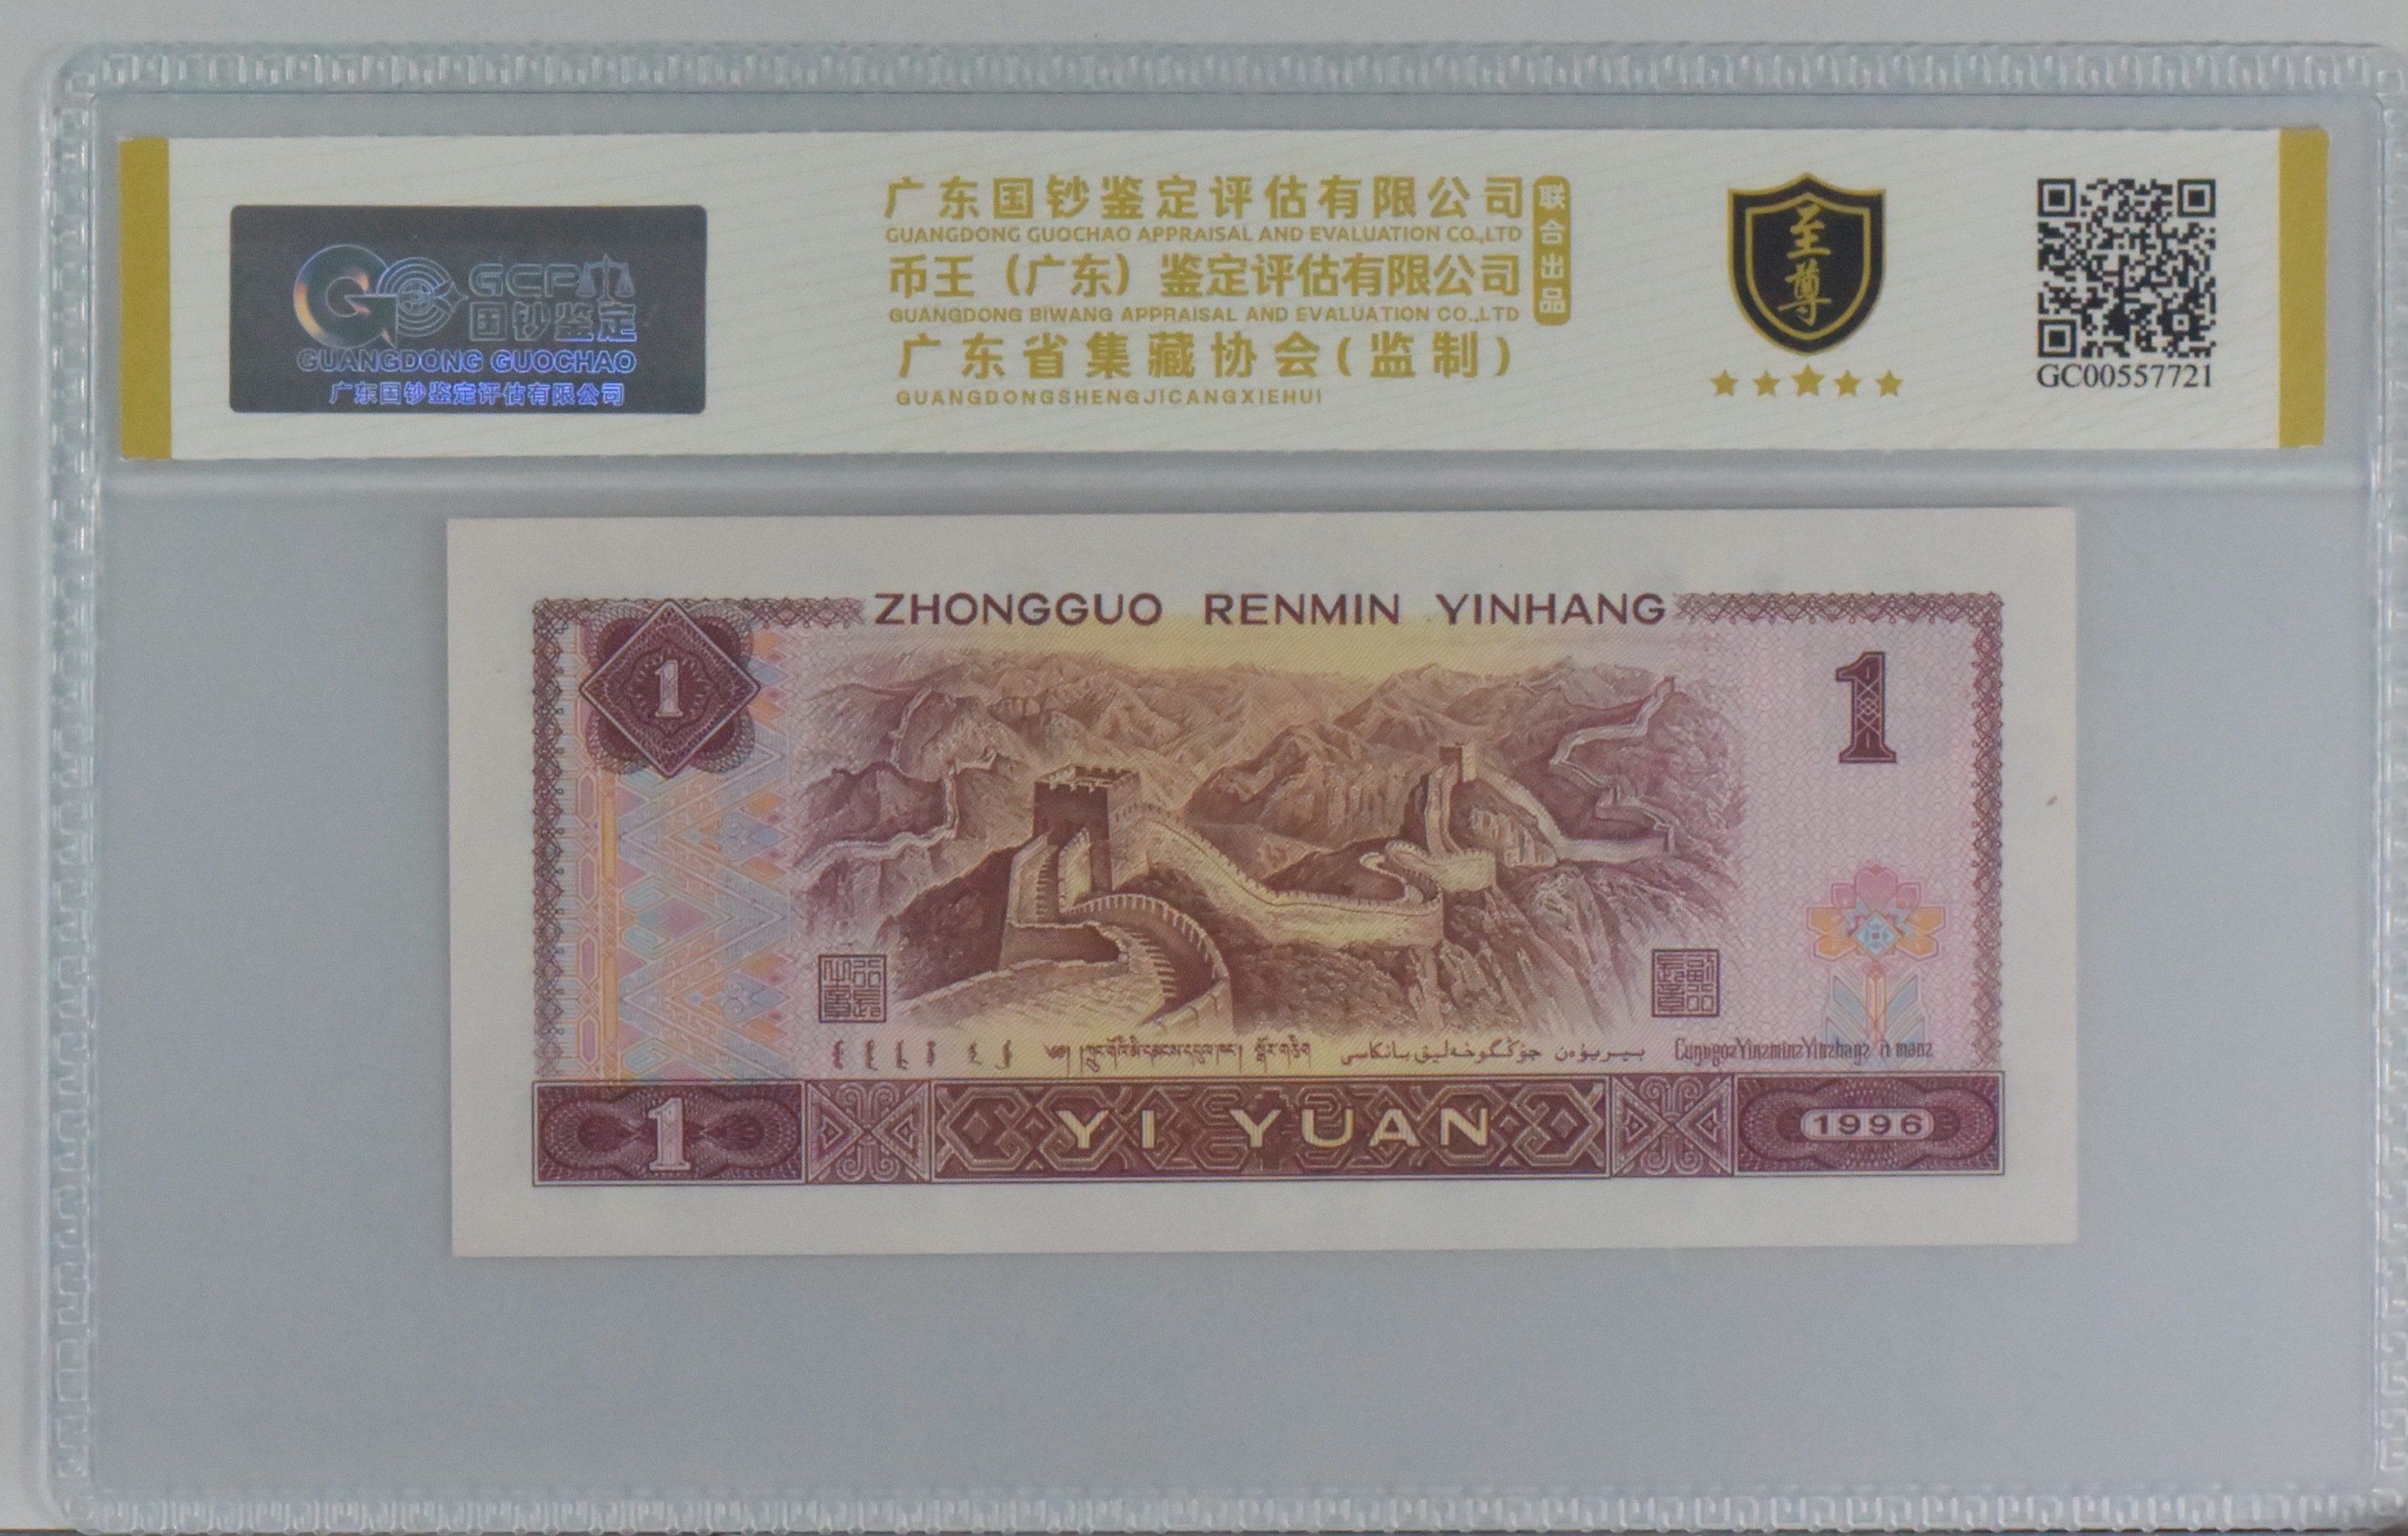 GCP
国钞鉴定
GUANGDONG GUOCHAO
广东国钞鉴定评估有限公司
广东国钞鉴定评估有限公司
GUANGDONG GUOCHAO APPRAISAL AND EVALUATION CO.,LTD
币王（广东）鉴定评估有限公司
GUANGDONG BIWANG APPRAISAL AND EVALUATION CO.,LTD
联合出品
广东省集藏协会(监制)
GUANGDONGSHENGJICANGXIEHUI
至尊
GC00557721
ZHONGGUO RENMIN YINHANG
1
1
1
YI YUAN
1996